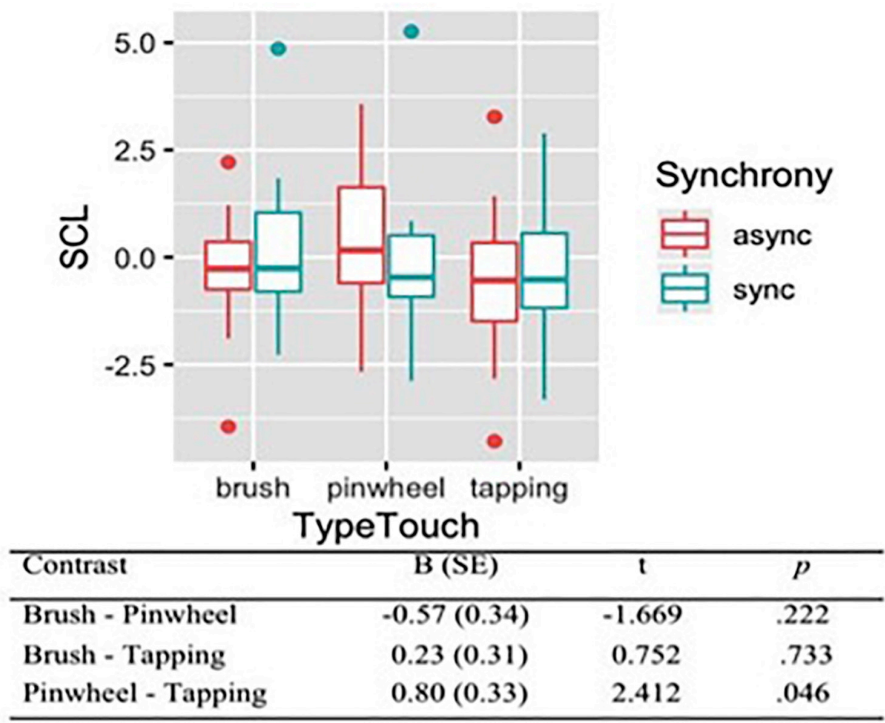 5.0
2.5
0.0
-2.5
SCL
brush pinwheel tapping
TypeTouch
Synchrony
async
sync
Contrast B (SE) t p
Brush - Pinwheel -0.57 (0.34) -1.669 .222
Brush - Tapping 0.23 (0.31) 0.752 .733
Pinwheel - Tapping 0.80 (0.33) 2.412 .046